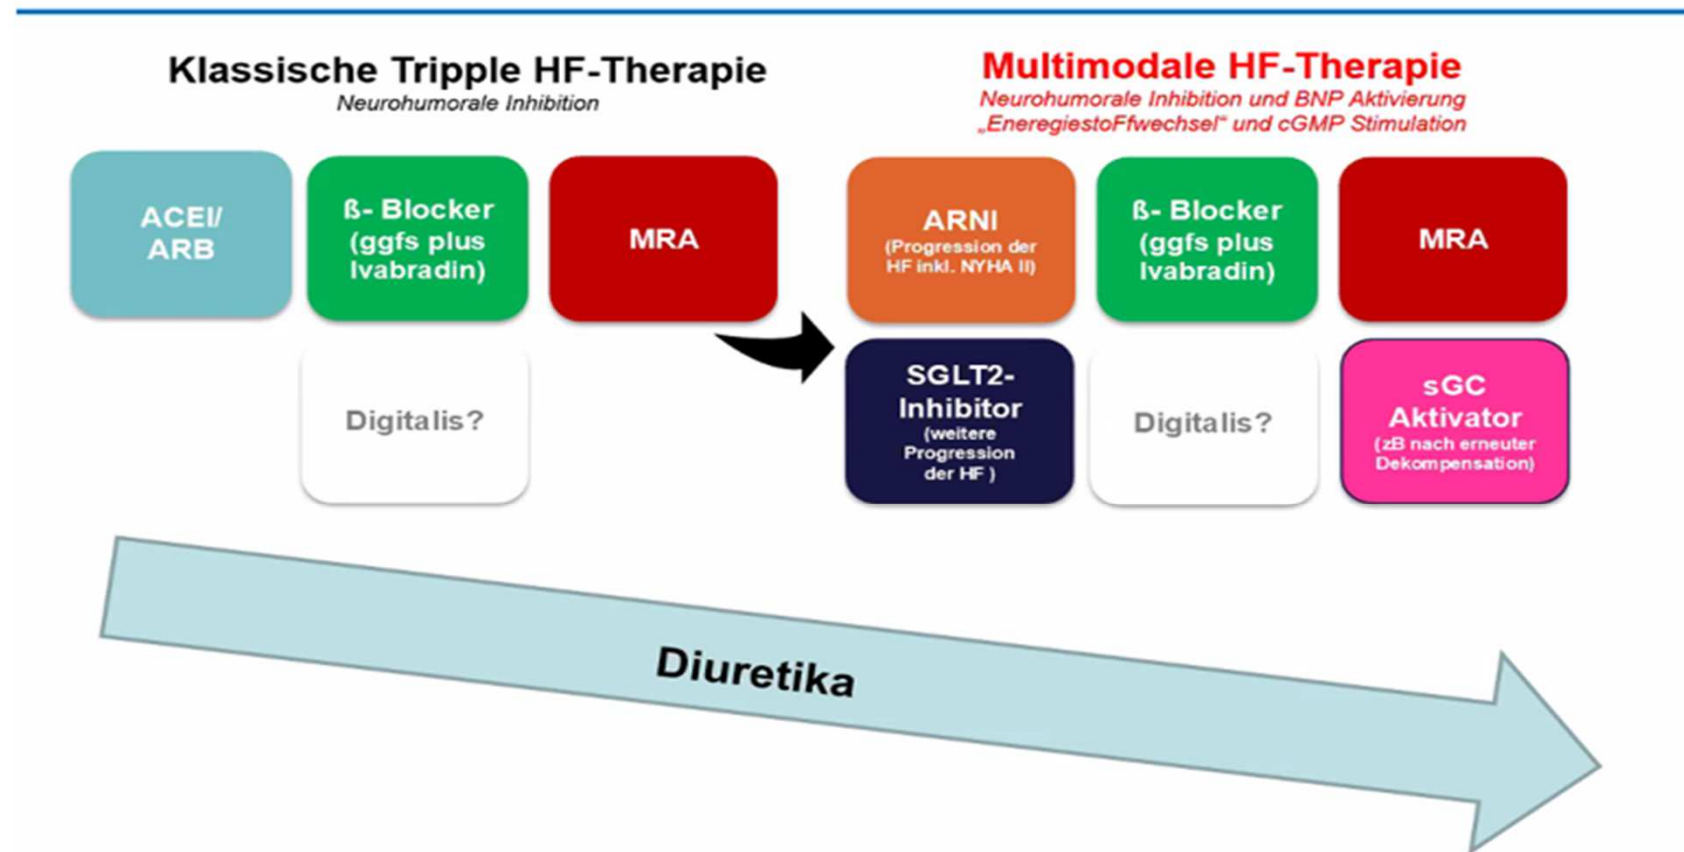 Klassische Tripple HF-Therapie
Neurohumorale Inhibition
ACEI/
ARB
ß- Blocker
(ggfs plus
Ivabradin)
MRA
Digitalis?
Multimodale HF-Therapie
Neurohumorale Inhibition und BNP Aktivierung
„EneregiestoFfwechsel“ und cGMP Stimulation
ARNI
(Progression der
HF inkl. NYHA II)
ß- Blocker
(ggfs plus
Ivabradin)
MRA
SGLT2-
Inhibitor
(weitere
Progression
der HF )
Digitalis?
sGC
Aktivator
(zB nach erneuter
Dekompensation)
Diuretika